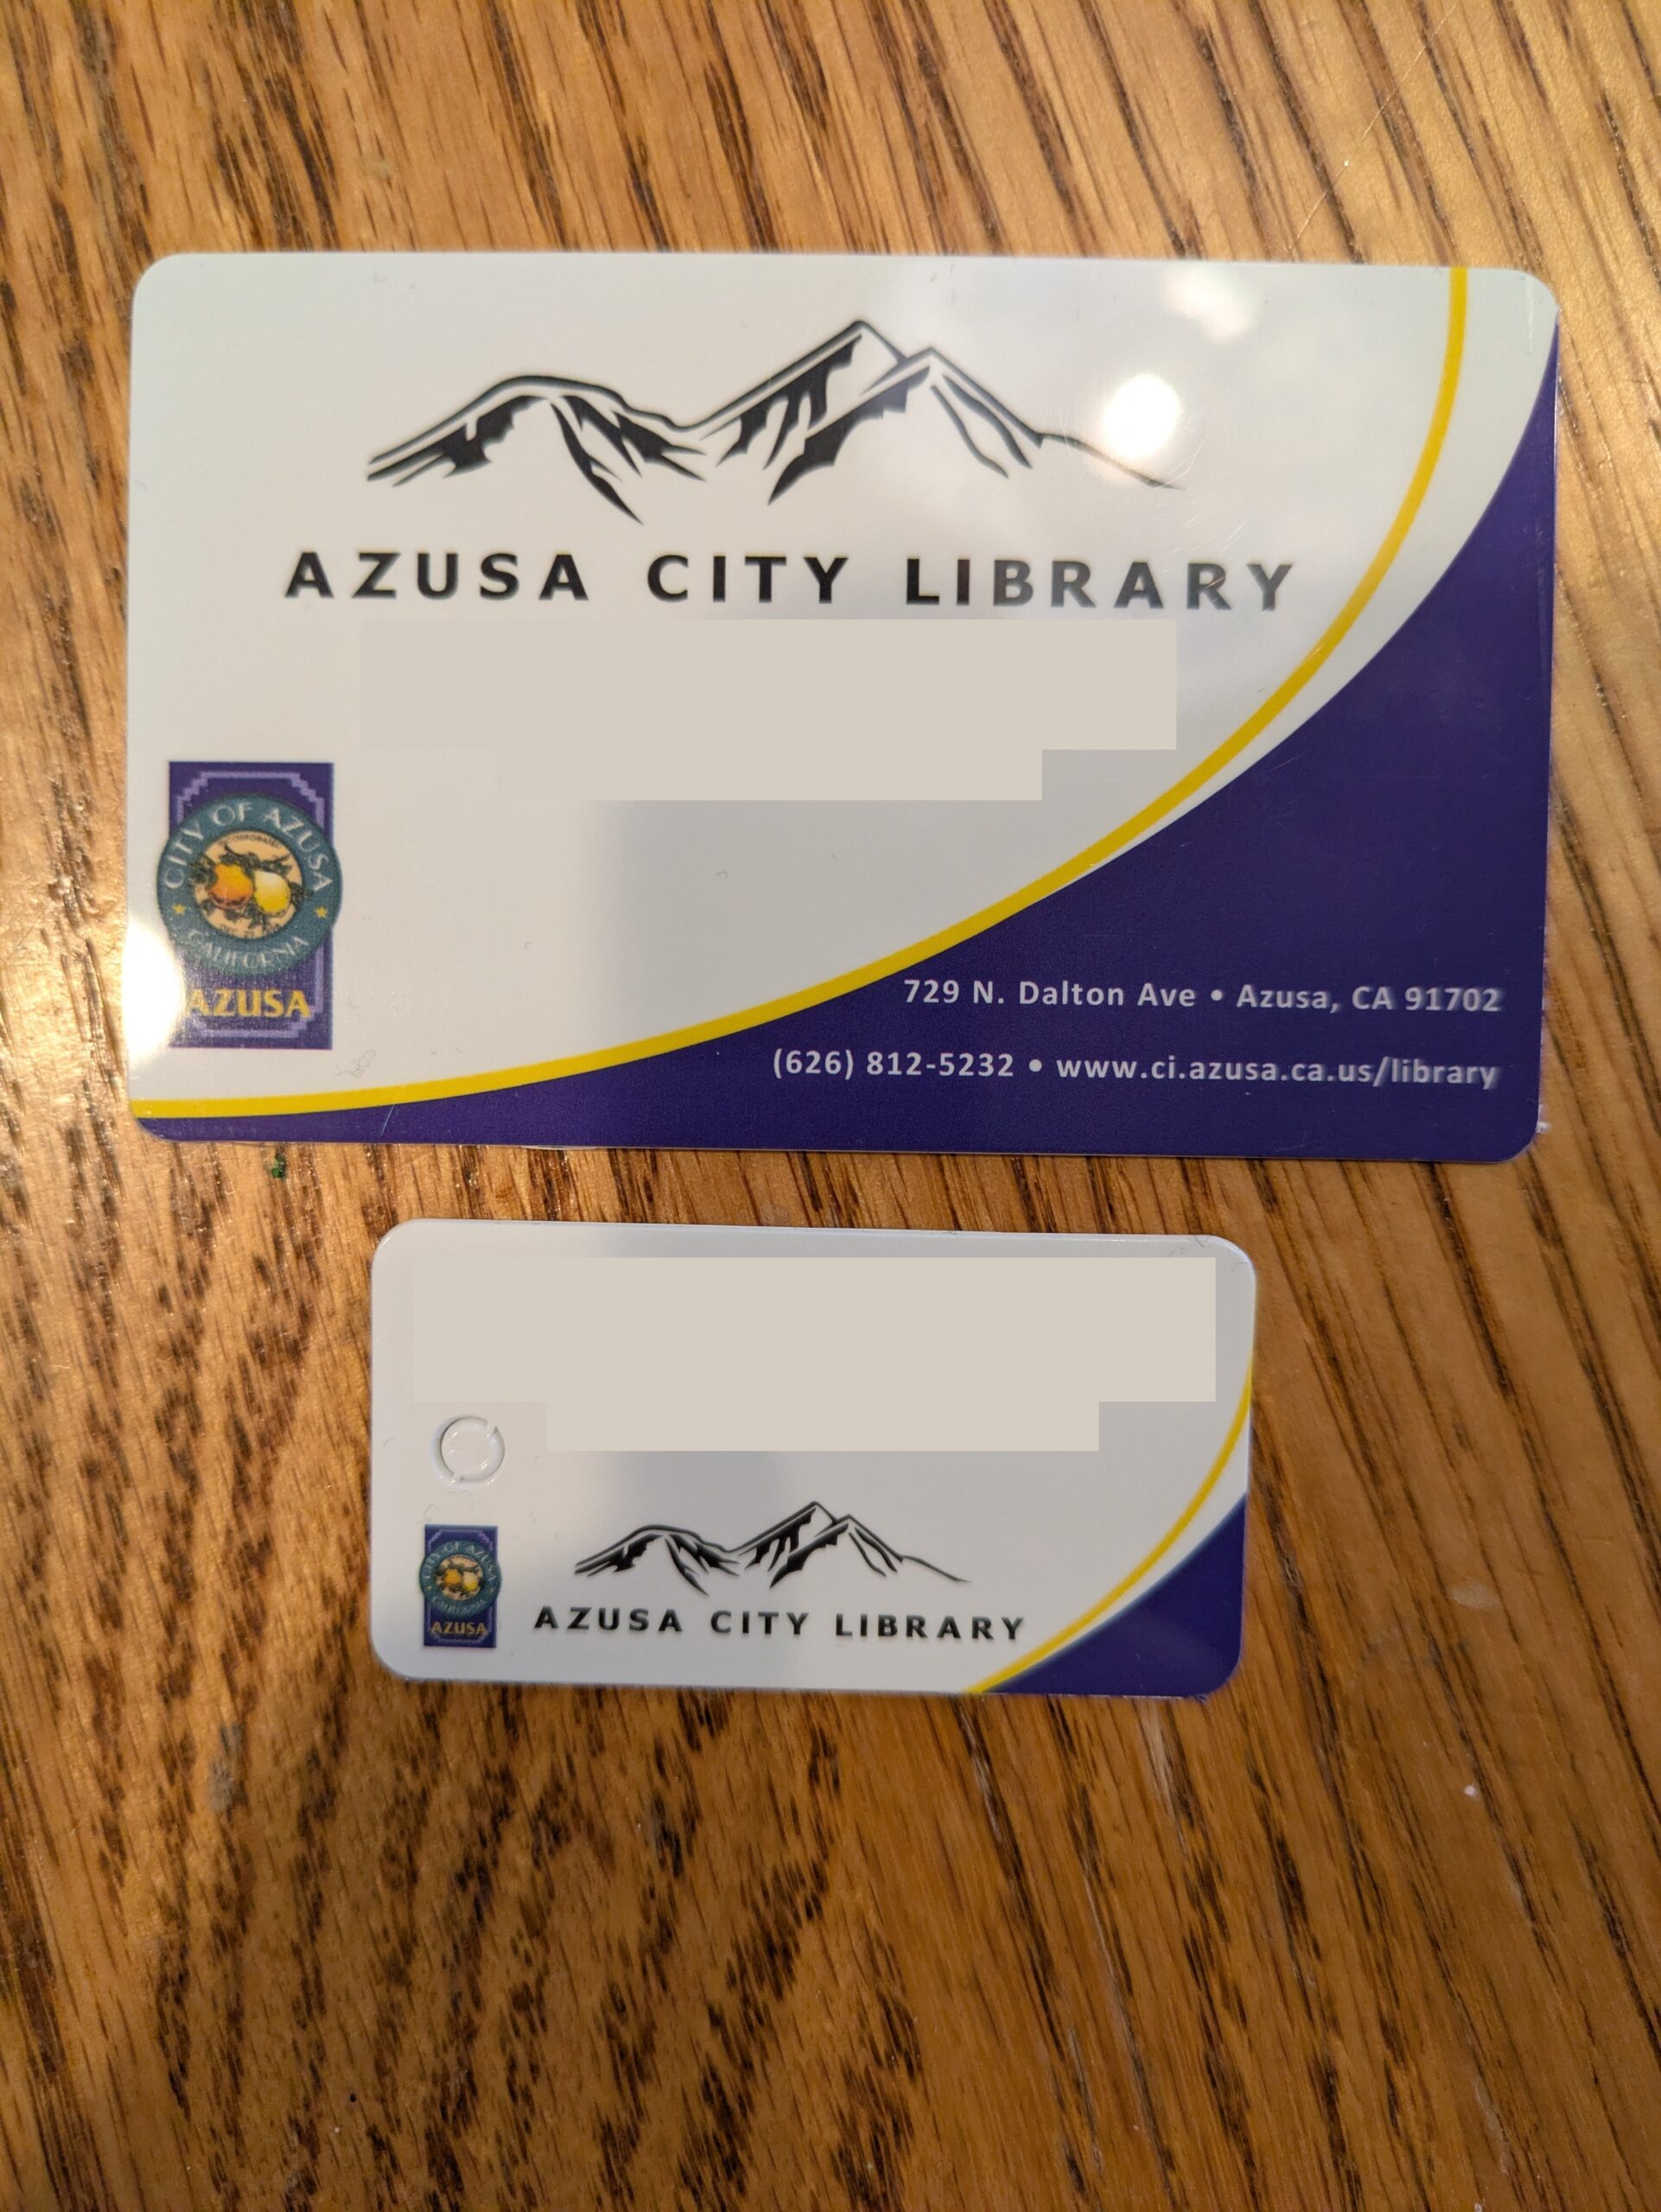 AZUSA CITY LIBRARY
CITY OF AZUSA
CALIFORNIA
AZUSA
729 N. Dalton Ave • Azusa, CA 91702
(626) 812-5232 • www.ci.azusa.ca.us/library
CITY OF AZUSA
CALIFORNIA
AZUSA
AZUSA CITY LIBRARY